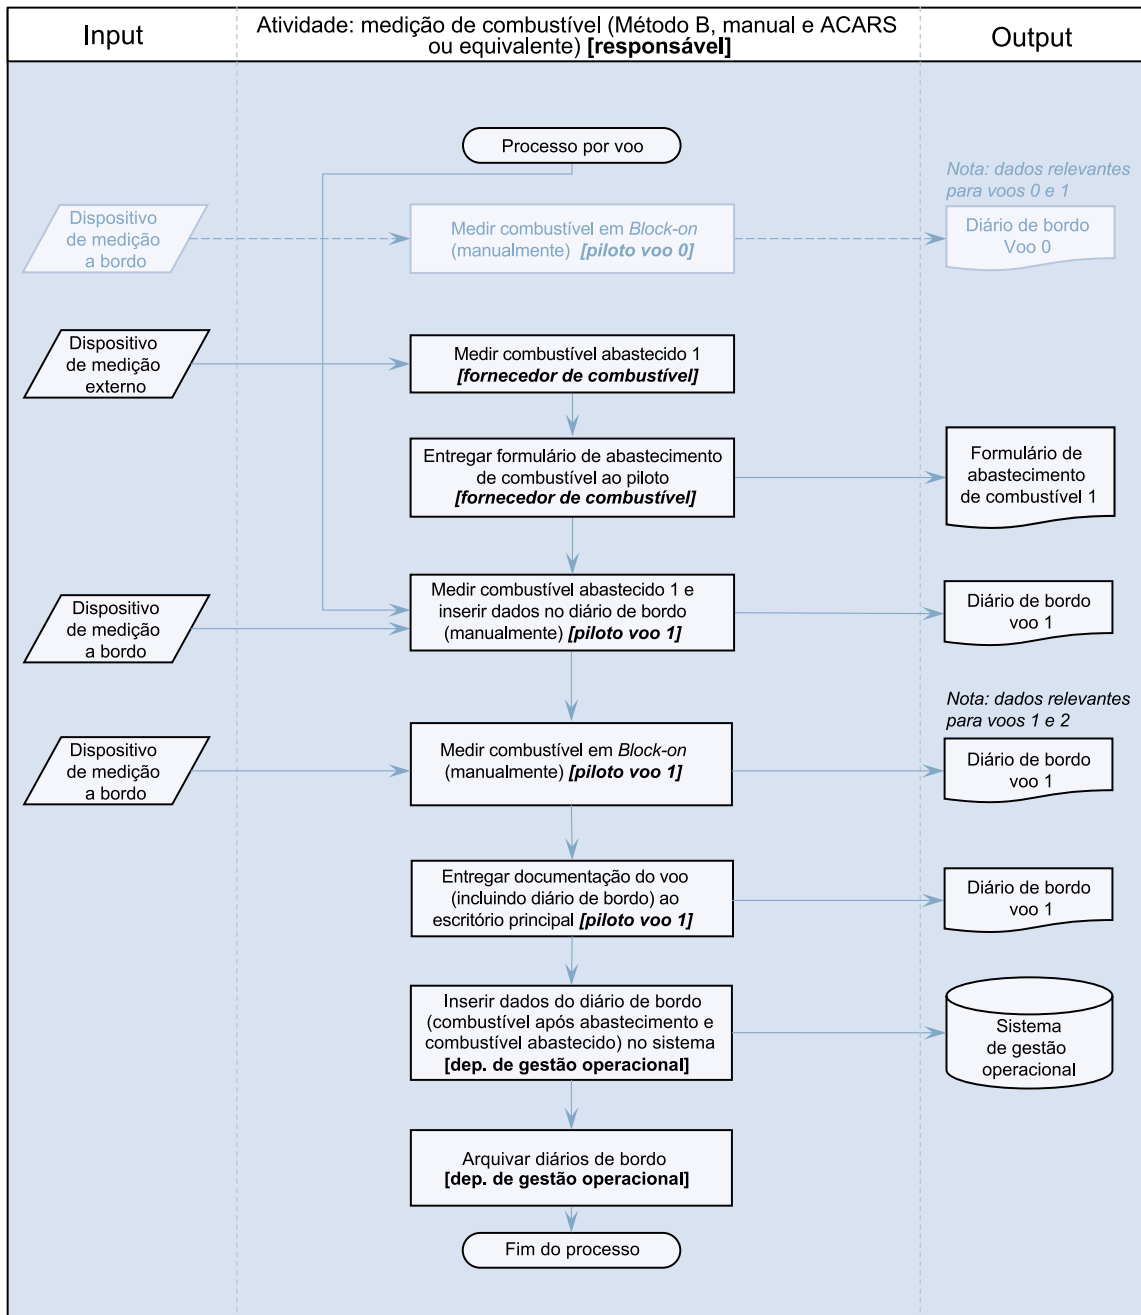 Input
Atividade: medição de combustível (Método B, manual e ACARS
ou equivalente) [responsável]
Output
Processo por voo
Nota: dados relevantes
para voos 0 e 1
Dispositivo
de medição
a bordo
Medir combustível em Block-on
(manualmente) [piloto voo 0]
Diário de bordo
Voo 0
Dispositivo
de medição
externo
Medir combustível abastecido 1
[fornecedor de combustível]
Entregar formulário de abastecimento
de combustível ao piloto
[fornecedor de combustível]
Formulário de
abastecimento
de combustível 1
Dispositivo
de medição
a bordo
Medir combustível abastecido 1 e
inserir dados no diário de bordo
(manualmente) [piloto voo 1]
Diário de bordo
voo 1
Nota: dados relevantes
para voos 1 e 2
Dispositivo
de medição
a bordo
Medir combustível em Block-on
(manualmente) [piloto voo 1]
Diário de bordo
voo 1
Entregar documentação do voo
(incluindo diário de bordo) ao
escritório principal [piloto voo 1]
Diário de bordo
voo 1
Inserir dados do diário de bordo
(combustível após abastecimento e
combustível abastecido) no sistema
[dep. de gestão operacional]
Sistema
de gestão
operacional
Arquivar diários de bordo
[dep. de gestão operacional]
Fim do processo